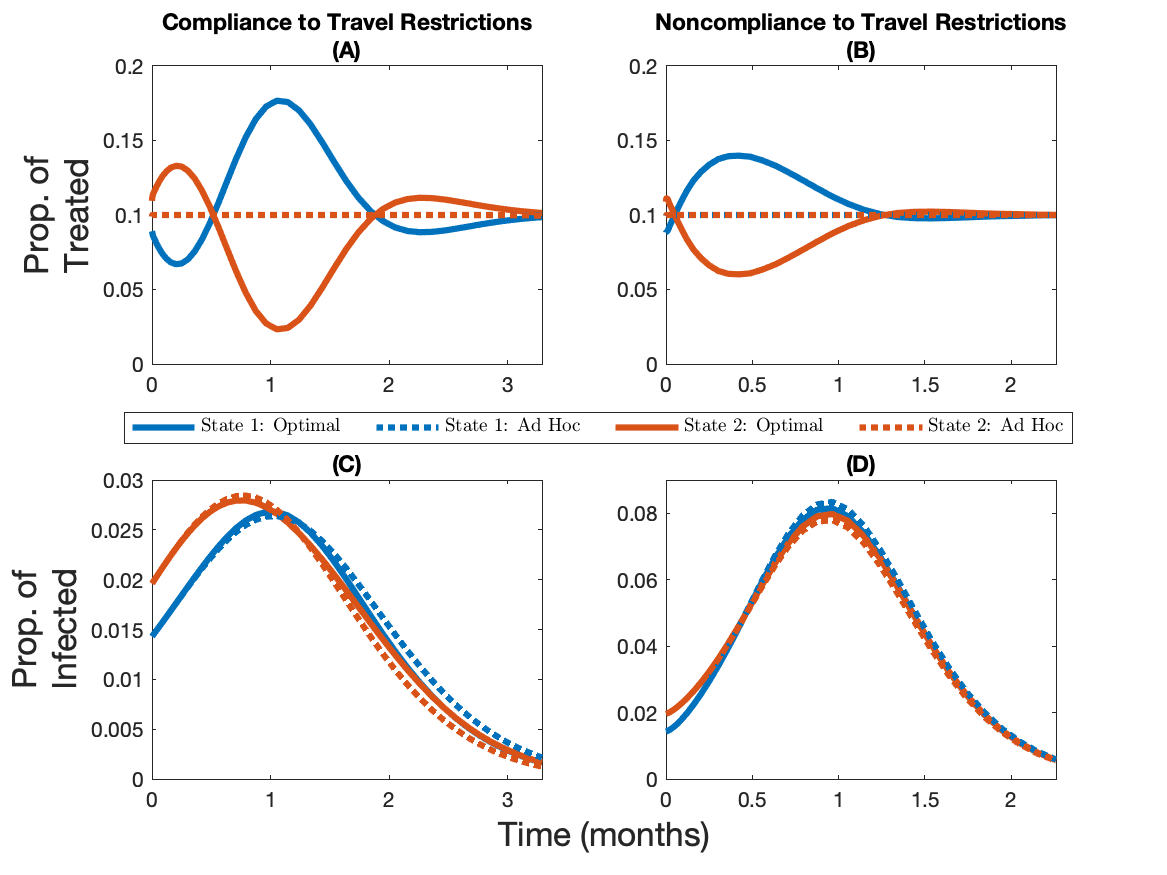 Compliance to Travel Restrictions
(A)
Noncompliance to Travel Restrictions
(B)
Prop. of
Treated
0.2
0.15
0.1
0.05
0
0 1 2 3
0.2
0.15
0.1
0.05
0
0 0.5 1 1.5 2
State 1: Optimal State 1: Ad Hoc State 2: Optimal State 2: Ad Hoc
(C)
(D)
Prop. of
Infected
0.03
0.025
0.02
0.015
0.01
0.005
0
0 1 2 3
0.08
0.06
0.04
0.02
0
0 0.5 1 1.5 2
Time (months)